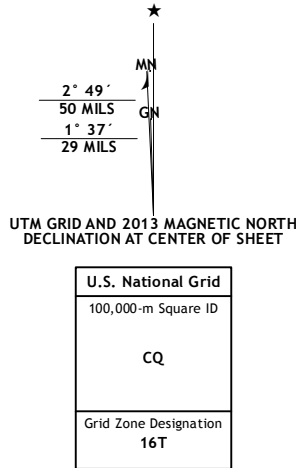 ★
MN
2° 49´
50 MILS
GN
1° 37´
29 MILS
UTM GRID AND 2013 MAGNETIC NORTH
DECLINATION AT CENTER OF SHEET
U.S. National Grid
100,000-m Square ID
CQ
Grid Zone Designation
16T